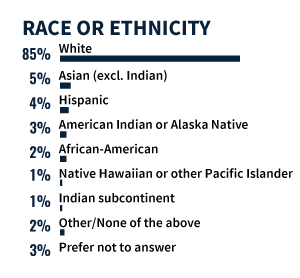 RACE OR ETHNICITY
85% White
5% Asian (excl. Indian)
4% Hispanic
3% American Indian or Alaska Native
2% African-American
1% Native Hawaiian or other Pacific Islander
1% Indian subcontinent
2% Other/None of the above
3% Prefer not to answer